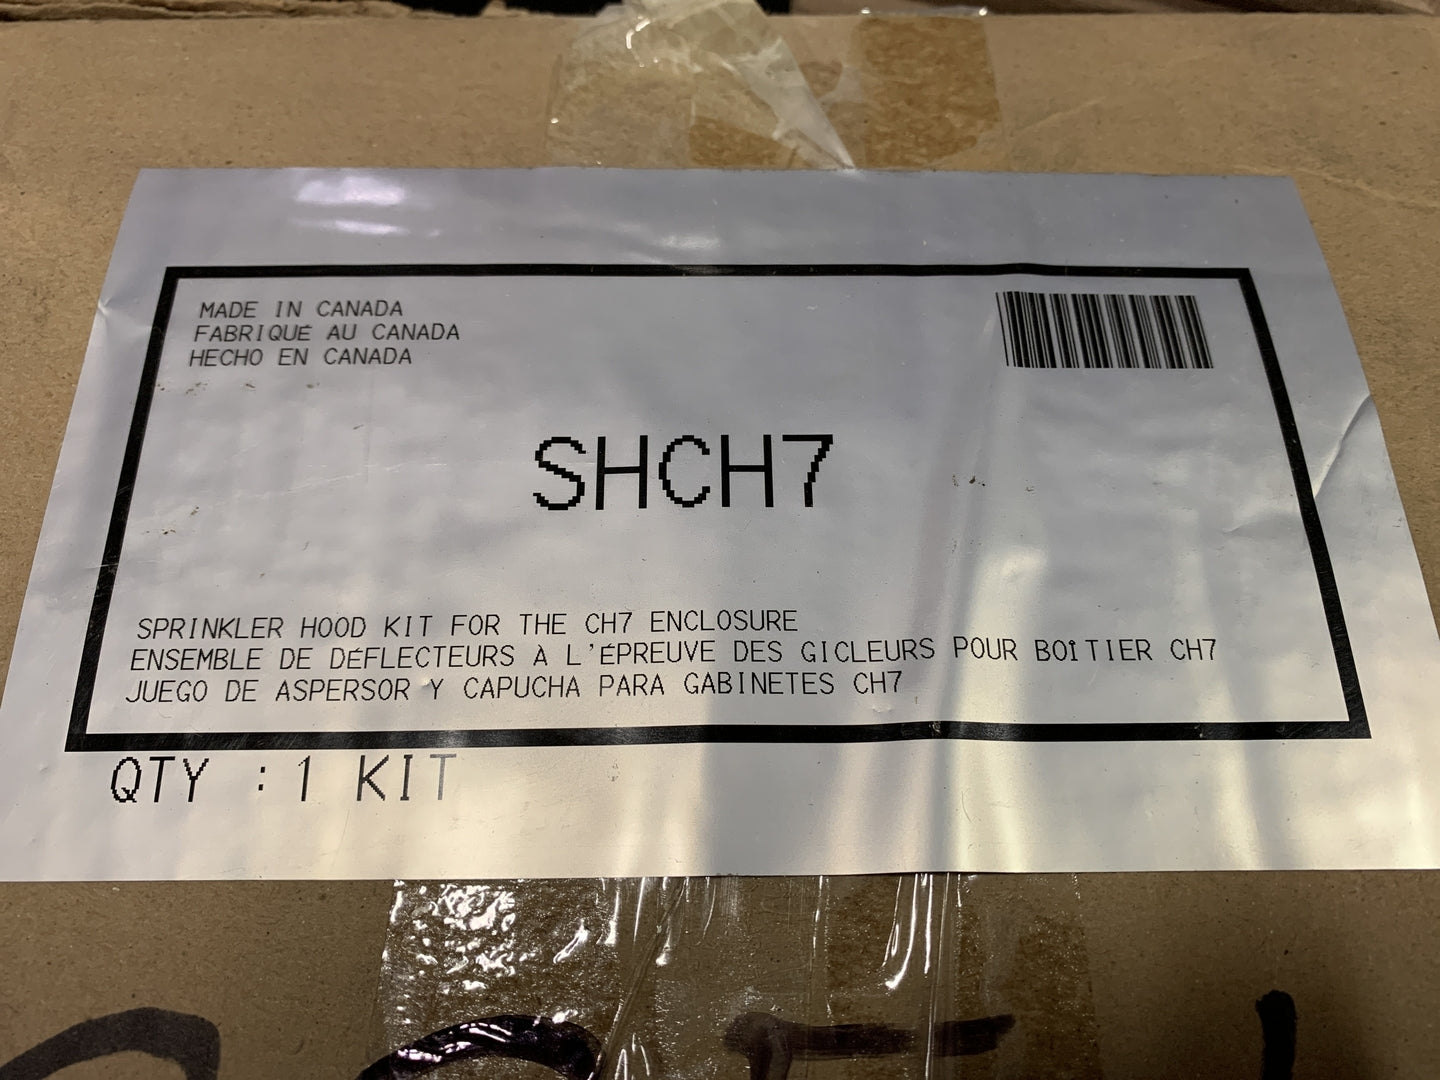 MADE IN CANADA
FABRIQUÉ AU CANADA
HECHO EN CANADA
SHCH7
SPRINKLER HOOD KIT FOR THE CH7 ENCLOSURE
ENSEMBLE DE DÉFLECTEURS À L'ÉPREUVE DES GICLEURS POUR BOîTIER CH7
JUEGO DE ASPERSOR Y CAPUCHA PARA GABINETES CH7
QTY : 1 KIT